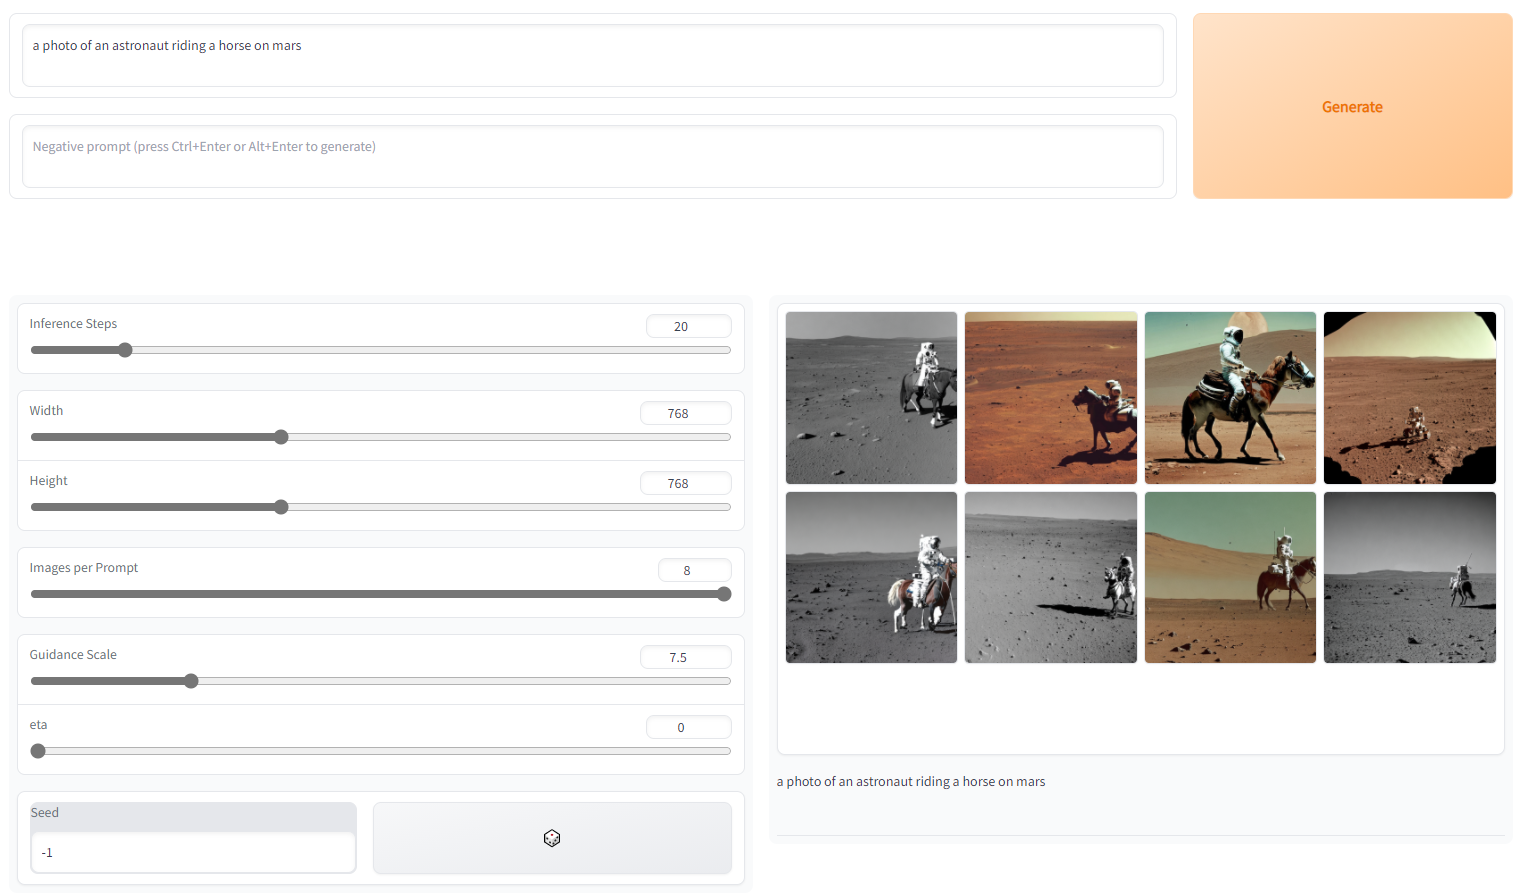 a photo of an astronaut riding a horse on mars
Generate
Negative prompt (press Ctrl+Enter or Alt+Enter to generate)
Inference Steps
20
Width
768
Height
768
Images per Prompt
8
Guidance Scale
7.5
eta
0
Seed
-1
a photo of an astronaut riding a horse on mars